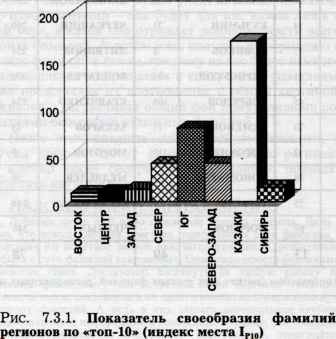 200
150
100
50
0
ВОСТОК
ЦЕНТР
ЗАПАД
СЕВЕР
ЮГ
СЕВЕРО-ЗАПАД
КАЗАКИ
СИБИРЬ
Рис. 7.3.1. Показатель своеобразия фамилий
регионов по «топ-10» (индекс места I_P10)